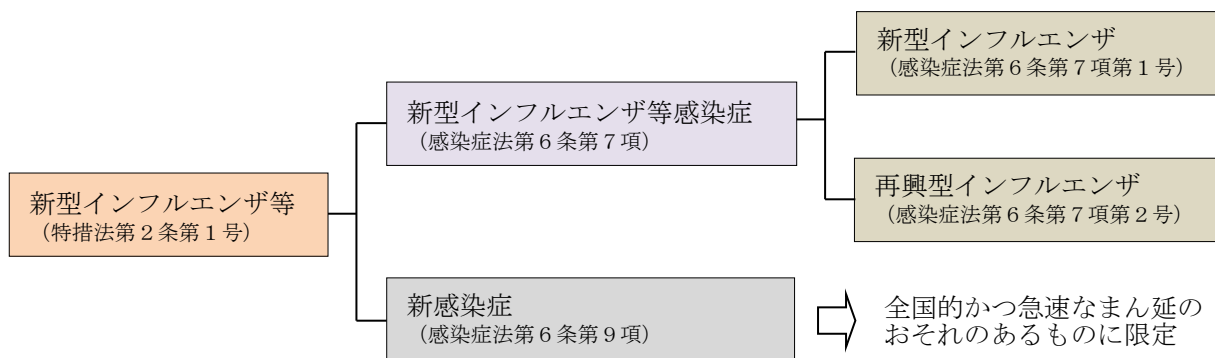 新型インフルエンザ等
(特措法第2条第1号)
新型インフルエンザ等感染症
(感染症法第6条第7項)
新型インフルエンザ
(感染症法第6条第7項第1号)
再興型インフルエンザ
(感染症法第6条第7項第2号)
新感染症
(感染症法第6条第9項)
全国的かつ急速なまん延の
おそれのあるものに限定